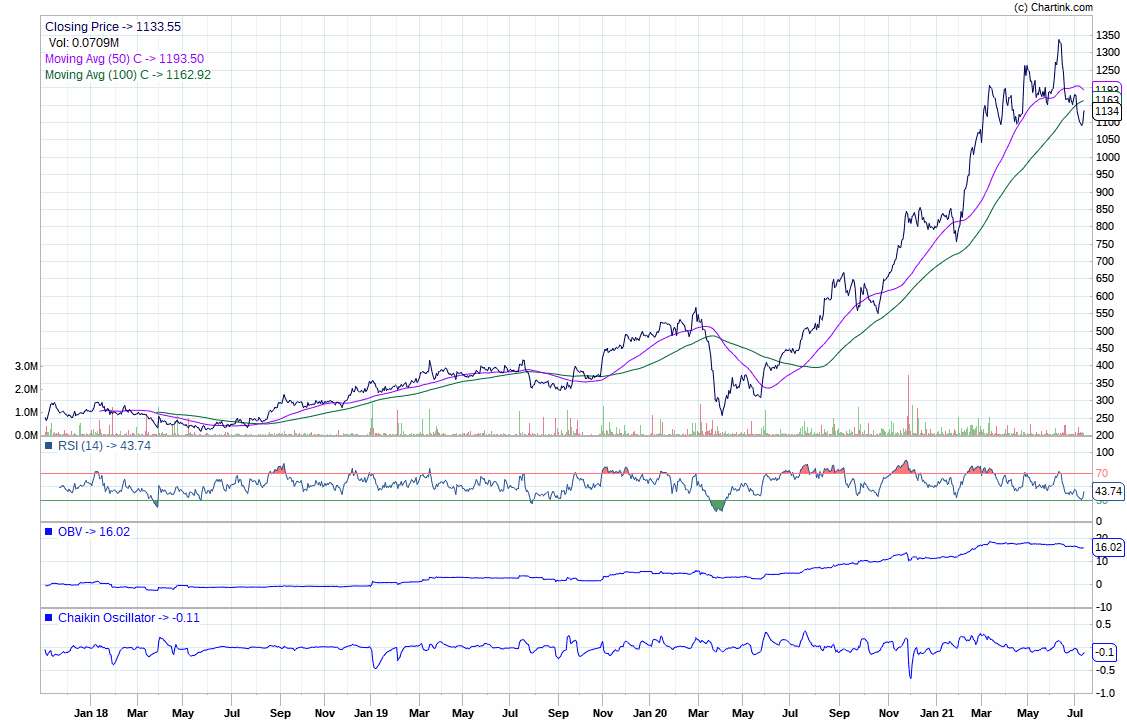 (c) Chartink.com
Closing Price -> 1133.55
Vol: 0.0709M
Moving Avg (50) C -> 1193.50
Moving Avg (100) C -> 1162.92
1350
1300
1250
1163
1134
1100
1050
1000
950
900
850
800
750
700
650
600
550
500
450
400
350
300
250
200
3.0M
2.0M
1.0M
0.0M
RSI (14) -> 43.74
100
70
43.74
0
OBV -> 16.02
20
16.02
10
0
-10
Chaikin Oscillator -> -0.11
0.5
-0.1
-0.5
-1.0
Jan 18 Mar May Jul Sep Nov Jan 19 Mar May Jul Sep Nov Jan 20 Mar May Jul Sep Nov Jan 21 Mar May Jul